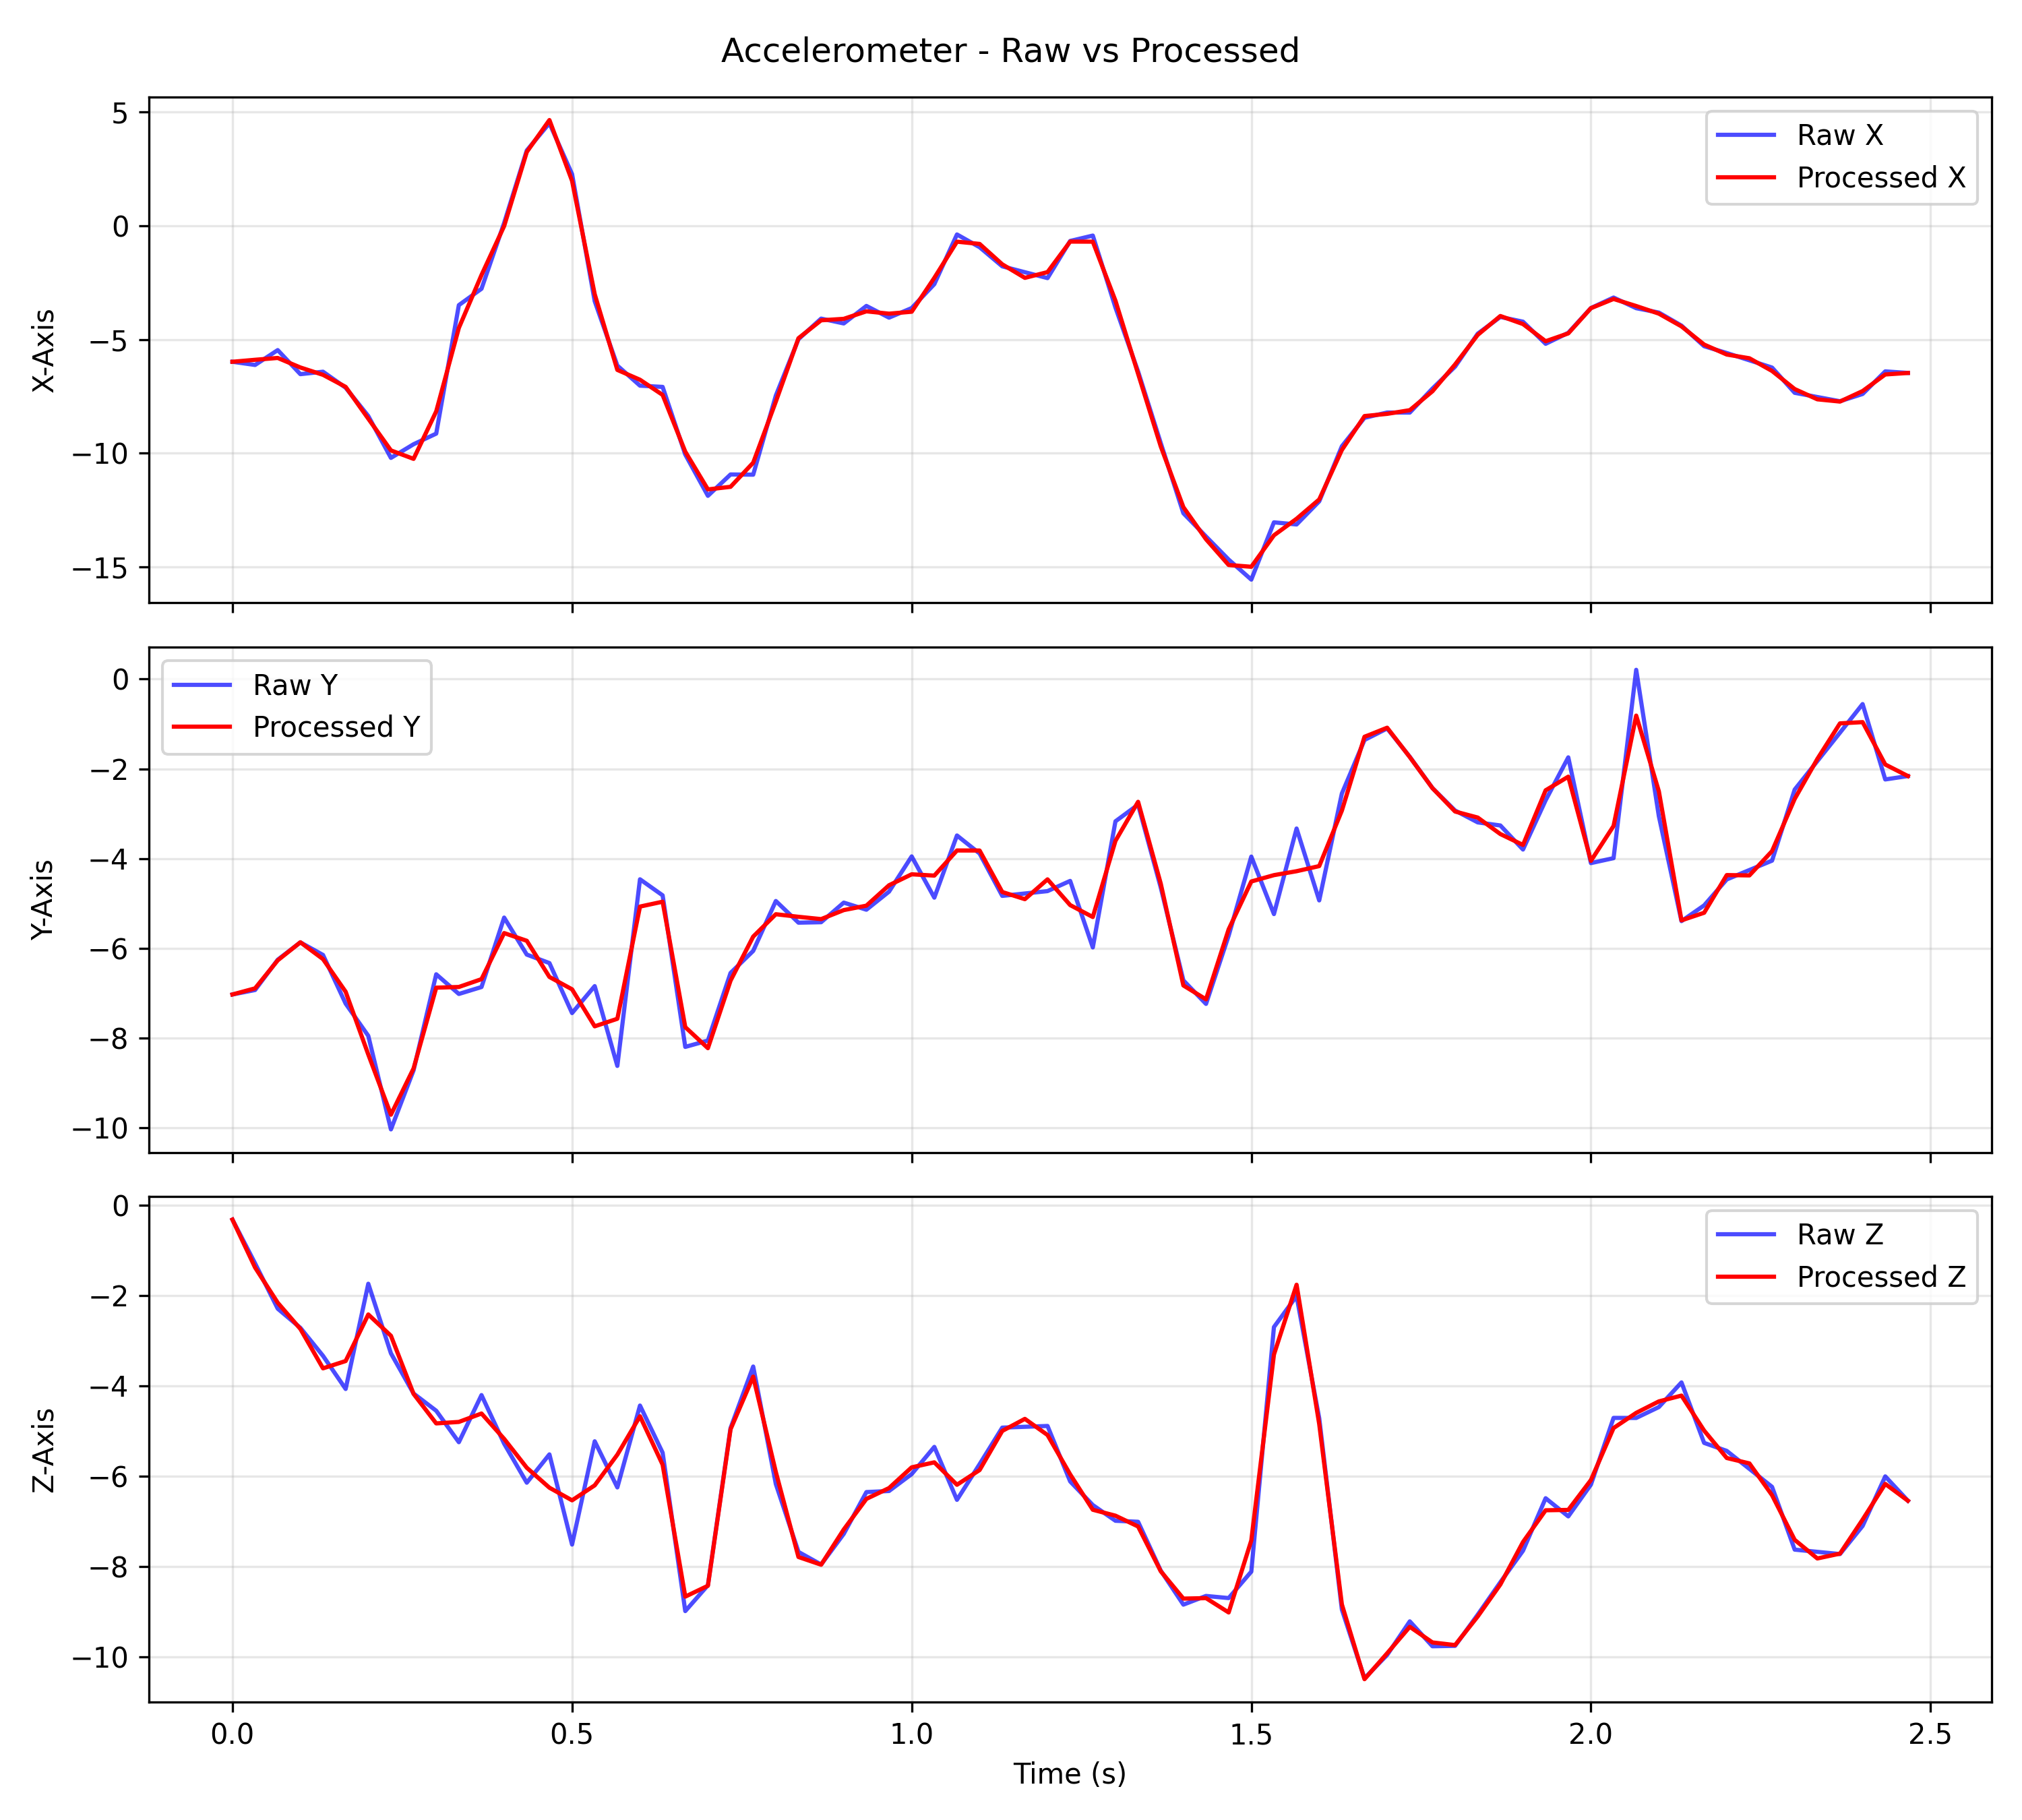 Accelerometer - Raw vs Processed
5
0
−5
−10
−15
X-Axis
Raw X
Processed X
0
−2
−4
−6
−8
−10
Y-Axis
Raw Y
Processed Y
0
−2
−4
−6
−8
−10
Z-Axis
Raw Z
Processed Z
0.0 0.5 1.0 1.5 2.0 2.5
Time (s)